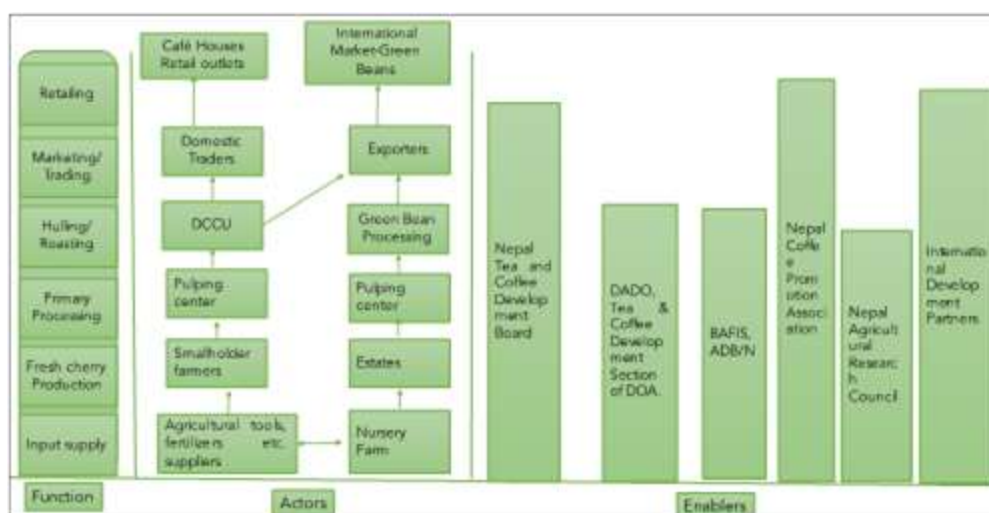 Retailing
Marketing/
Trading
Hulling/
Roasting
Primary
Processing
Fresh cherry
Production
Input supply
Function
Café Houses
Retail outlets
Domestic
Traders
DCCU
Pulping
center
Smallholder
farmers
Agricultural tools,
fertilizers etc.
suppliers
International
Market-Green
Beans
Exporters
Green Bean
Processing
Pulping
center
Estates
Nursery
Farm
Actors
Nepal
Tea and
Coffee
Develop
ment
Board
DADO,
Tea &
Coffee
Develop
ment
Section
of DOA.
BAFIS,
ADB/N
Nepal
Coffe
e
Prom
otion
Associ
ation
Nepal
Agricult
ural
Researc
h
Council
Internatio
nal
Develop
ment
Partners
Enablers